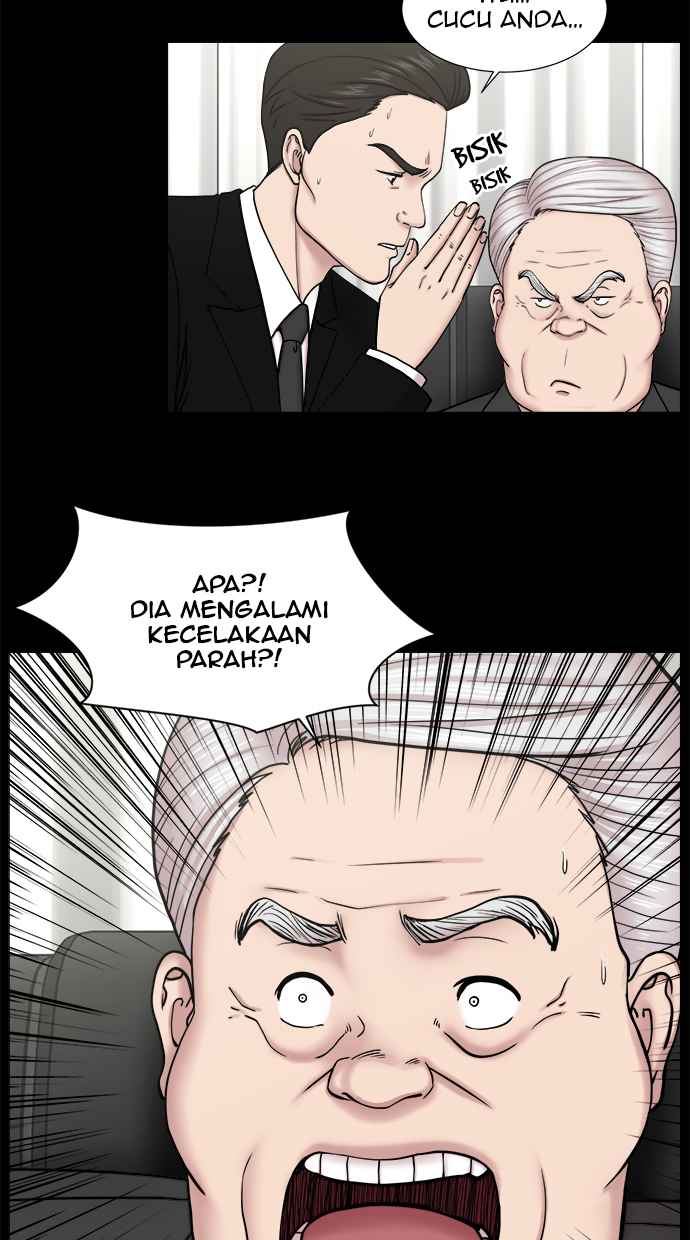 CUCU ANDA...
BISIK
BISIK
APA?!
DIA MENGALAMI
KECELAKAAN
PARAH?!